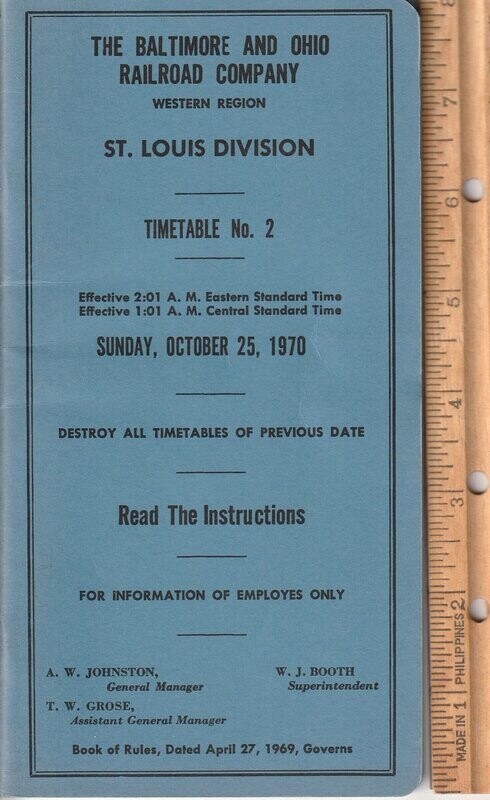 THE BALTIMORE AND OHIO
RAILROAD COMPANY
WESTERN REGION
ST. LOUIS DIVISION
TIMETABLE No. 2
Effective 2:01 A. M. Eastern Standard Time
Effective 1:01 A. M. Central Standard Time
SUNDAY, OCTOBER 25, 1970
DESTROY ALL TIMETABLES OF PREVIOUS DATE
Read The Instructions
FOR INFORMATION OF EMPLOYES ONLY
A. W. JOHNSTON,
General Manager
W. J. BOOTH
Superintendent
T. W. GROSE,
Assistant General Manager
Book of Rules, Dated April 27, 1969, Governs
7
6
5
4
3
2
1
MADE IN PHILIPPINES